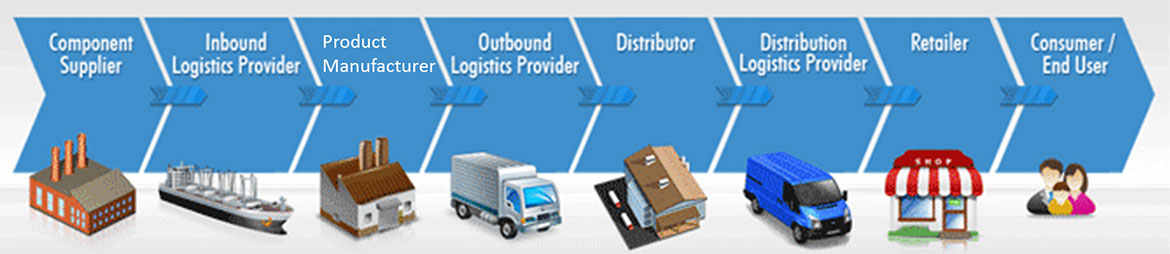 Component
Supplier
Inbound
Logistics Provider
Product
Manufacturer
Outbound
Logistics Provider
Distributor
Distribution
Logistics Provider
Retailer
Consumer /
End User
SHOP